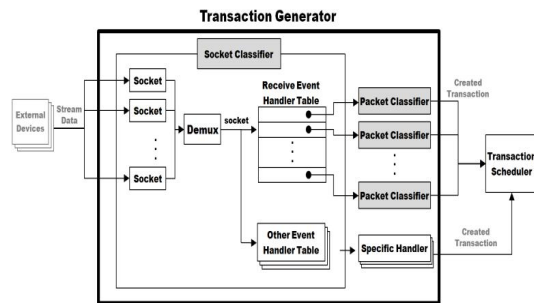 Transaction Generator
Socket Classifier
Socket
Socket
Socket
External
Devices
Stream
Data
Demux
socket
Receive Event
Handler Table
Packet Classifier
Packet Classifier
Packet Classifier
Created
Transaction
Transaction
Scheduler
Other Event
Handler Table
Specific Handler
Created
Transaction